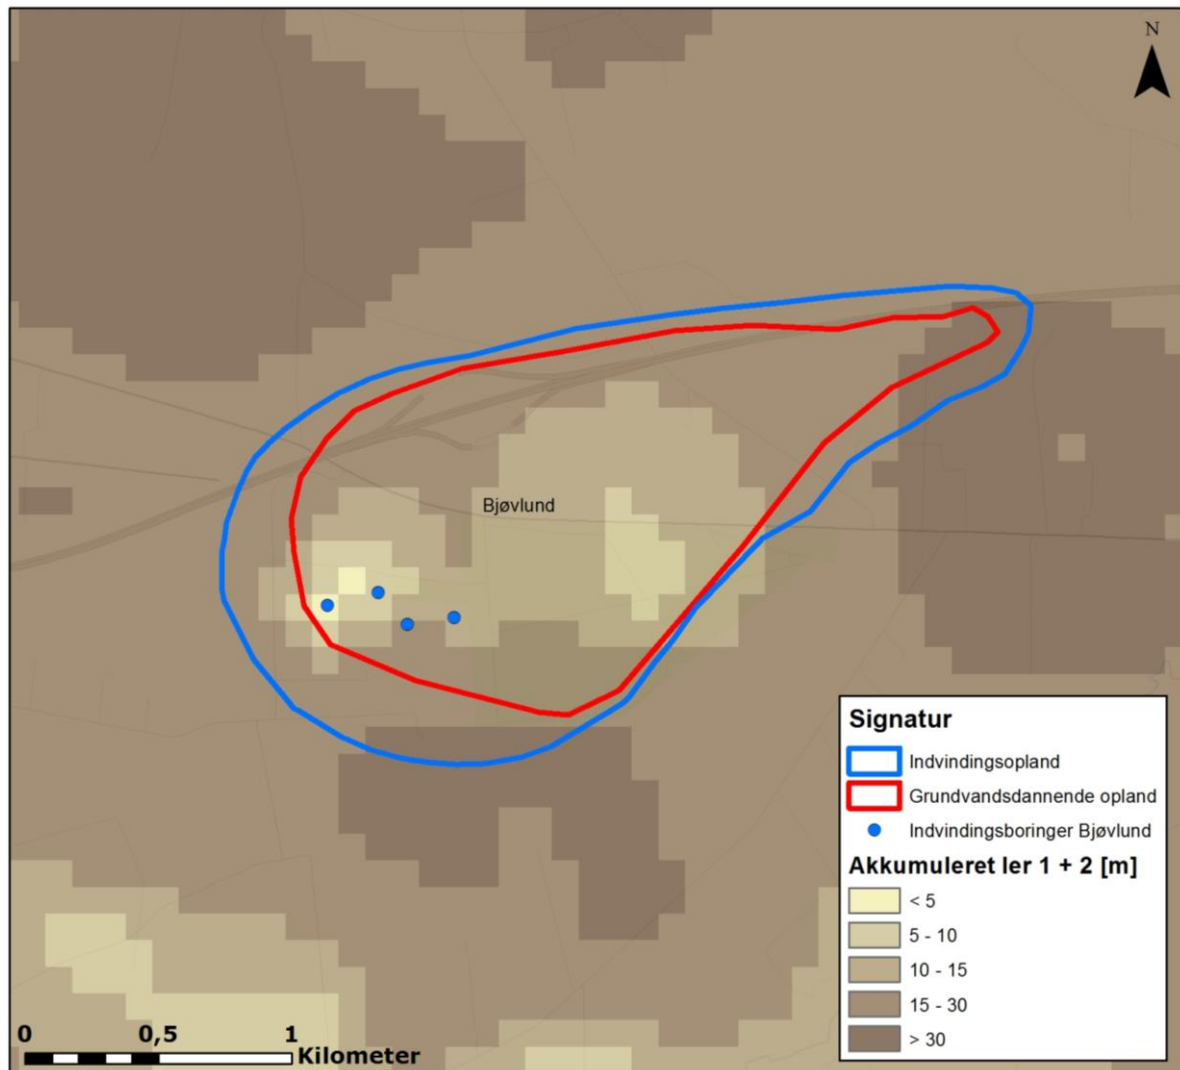 N
Bjøvlund
Signatur
Indvindingsopland
Grundvandsdannende opland
Indvindingsboringer Bjøvlund
Akkumuleret ler 1 + 2 [m]
< 5
5 - 10
10 - 15
15 - 30
> 30
0 0,5 1
Kilometer